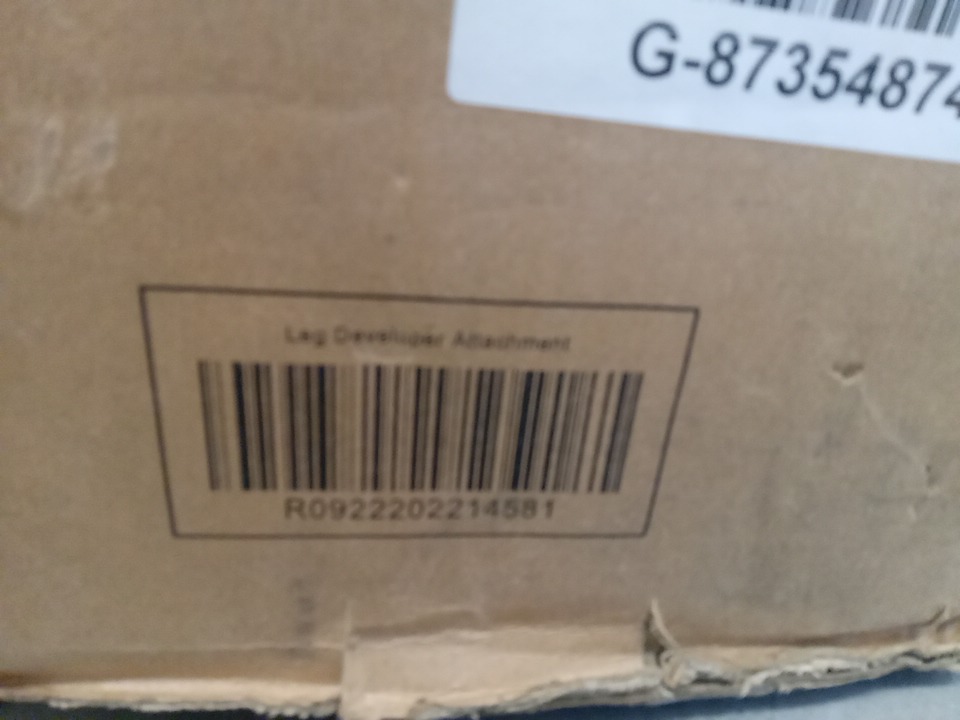 G-87354874
Leg Developer Attachment
R0922202214581